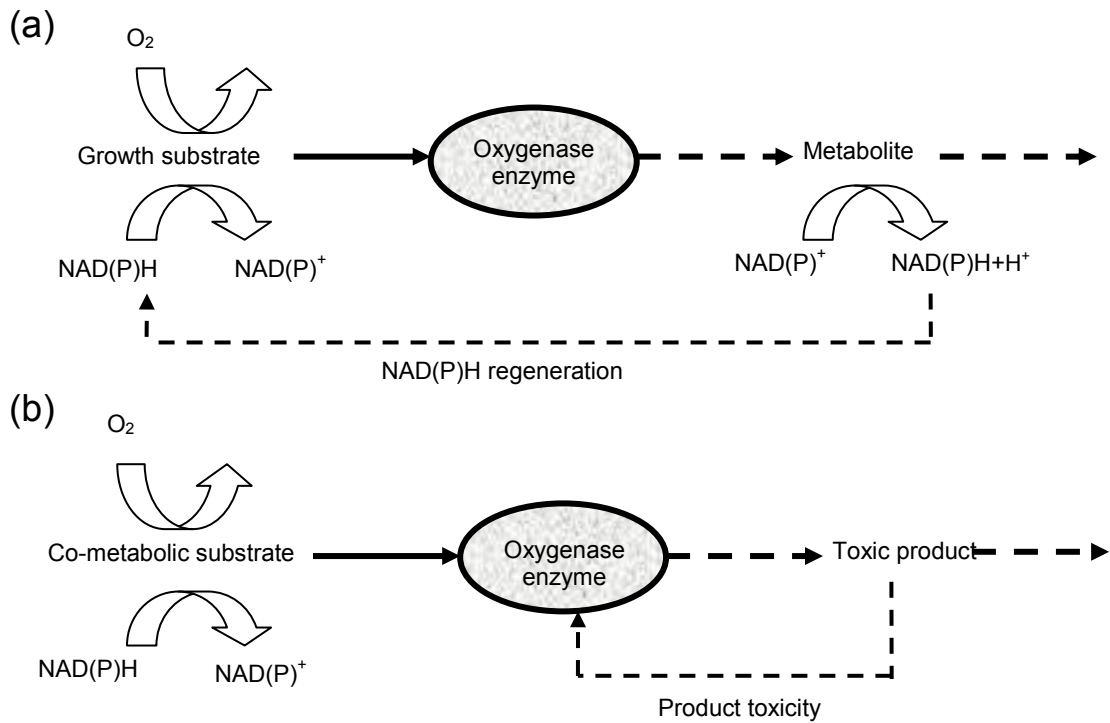 (a)
O₂
Growth substrate
Oxygenase
enzyme
Metabolite
NAD(P)H
NAD(P)⁺
NAD(P)⁺
NAD(P)H+H⁺
NAD(P)H regeneration
(b)
O₂
Co-metabolic substrate
Oxygenase
enzyme
Toxic product
NAD(P)H
NAD(P)⁺
Product toxicity